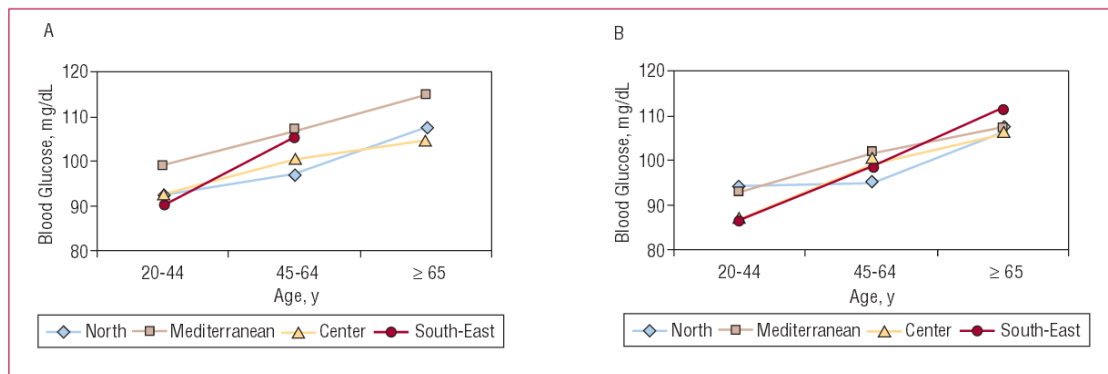 A
Blood Glucose, mg/dL
120
110
100
90
80
20-44
45-64
≥ 65
Age, y
North
Mediterranean
Center
South-East
B
Blood Glucose, mg/dL
120
110
100
90
80
20-44
45-64
≥ 65
Age, y
North
Mediterranean
Center
South-East